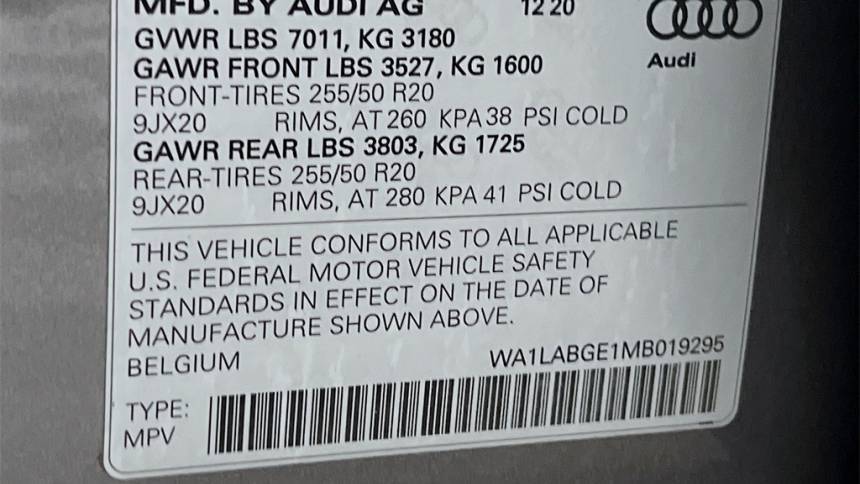 MFD. BY AUDI AG 12 20
GVWR LBS 7011, KG 3180
GAWR FRONT LBS 3527, KG 1600
Audi
FRONT-TIRES 255/50 R20
9JX20 RIMS, AT 260 KPA 38 PSI COLD
GAWR REAR LBS 3803, KG 1725
REAR-TIRES 255/50 R20
9JX20 RIMS, AT 280 KPA 41 PSI COLD
THIS VEHICLE CONFORMS TO ALL APPLICABLE
U.S. FEDERAL MOTOR VEHICLE SAFETY
STANDARDS IN EFFECT ON THE DATE OF
MANUFACTURE SHOWN ABOVE.
BELGIUM WA1LABGE1MB019295
TYPE:
MPV